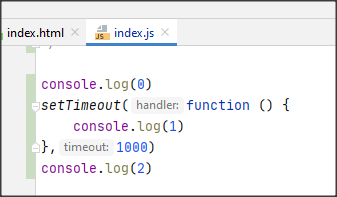 index.html index.js
console.log(0)
setTimeout( handler: function () {
console.log(1)
}, timeout: 1000)
console.log(2)